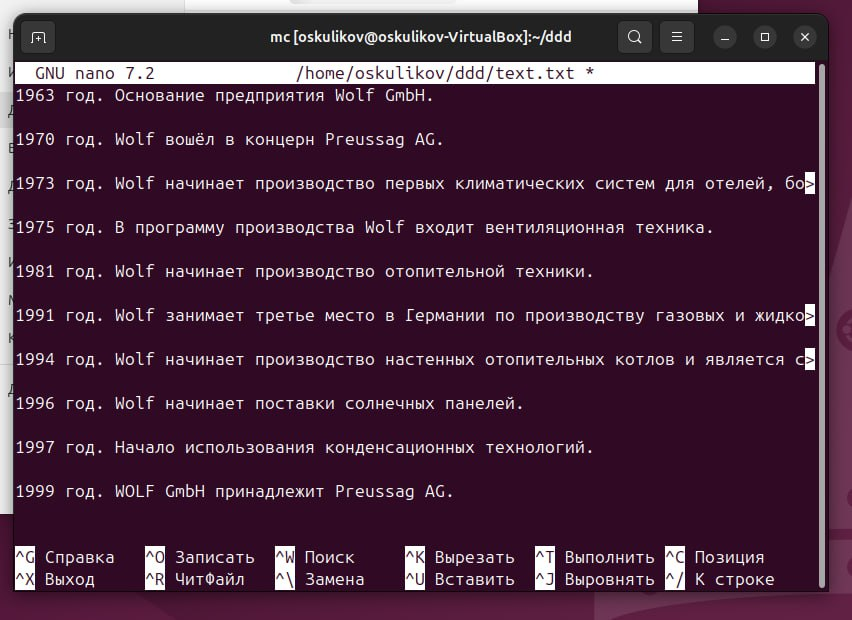 mc [oskulikov@oskulikov-VirtualBox]:~/ddd
GNU nano 7.2 /home/oskulikov/ddd/text.txt *
1963 год. Основание предприятия Wolf GmbH.
1970 год. Wolf вошёл в концерн Preussag AG.
1973 год. Wolf начинает производство первых климатических систем для отелей, бо>
1975 год. В программу производства Wolf входит вентиляционная техника.
1981 год. Wolf начинает производство отопительной техники.
1991 год. Wolf занимает третье место в Германии по производству газовых и жидко>
1994 год. Wolf начинает производство настенных отопительных котлов и является с>
1996 год. Wolf начинает поставки солнечных панелей.
1997 год. Начало использования конденсационных технологий.
1999 год. WOLF GmbH принадлежит Preussag AG.
^G Справка ^O Записать ^W Поиск ^K Вырезать ^T Выполнить ^C Позиция
^X Выход ^R ЧитФайл ^\ Замена ^U Вставить ^J Выровнять ^/ К строке